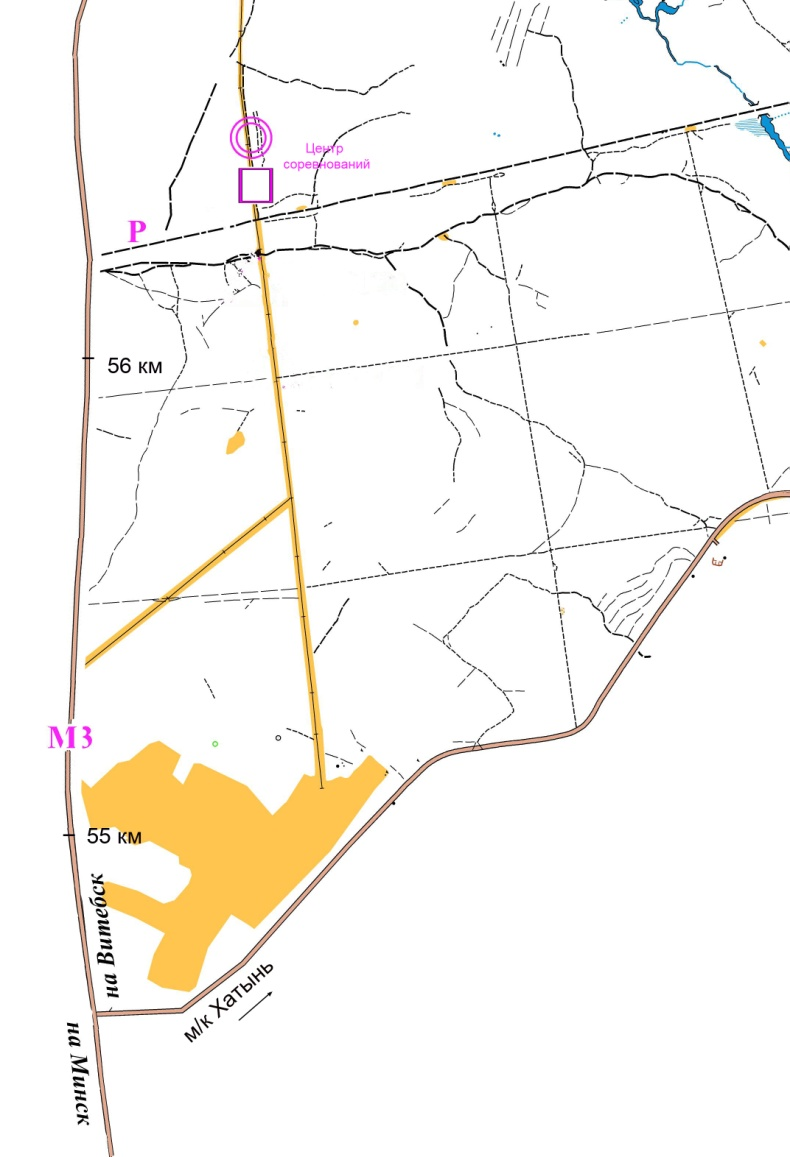 Центр
соревнований
P
56 км
М3
55 км
на Витебск
м/к Хатынь
на Минск